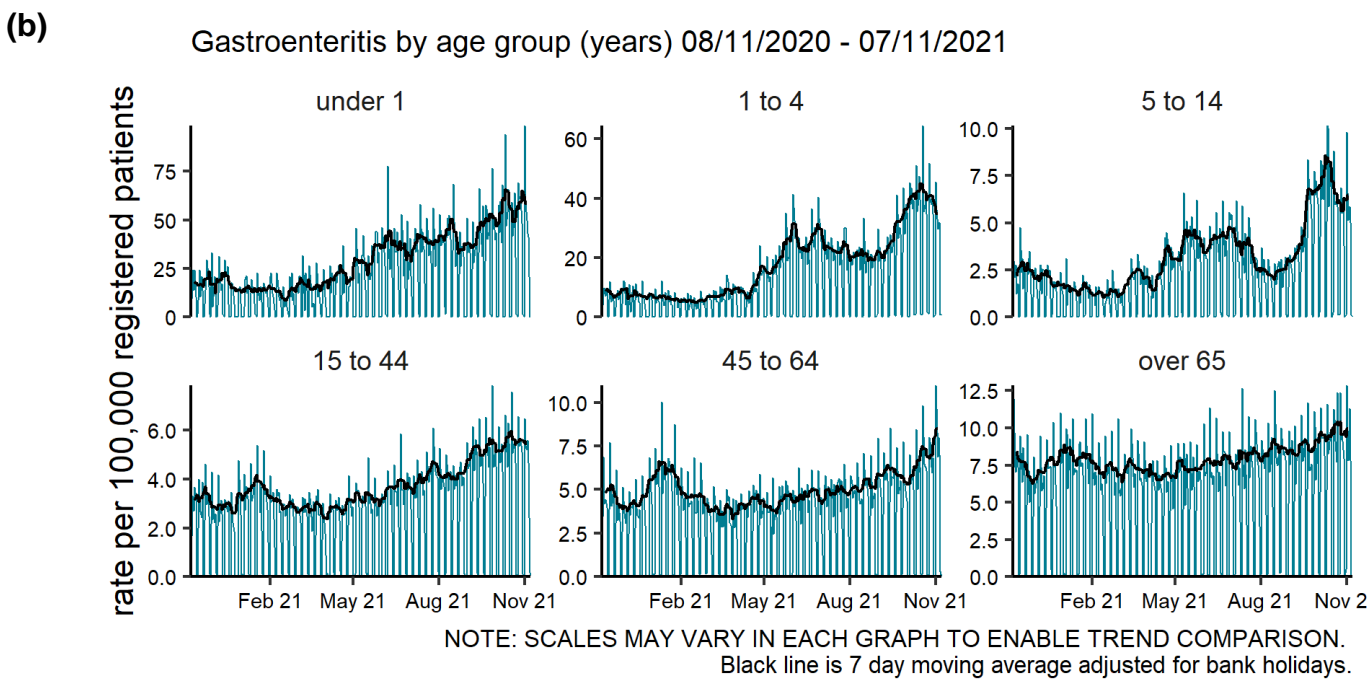 (b)
Gastroenteritis by age group (years) 08/11/2020 - 07/11/2021
rate per 100,000 registered patients
under 1
75
50
25
0
1 to 4
60
40
20
0
5 to 14
10.0
7.5
5.0
2.5
0.0
15 to 44
6.0
4.0
2.0
0.0
Feb 21 May 21 Aug 21 Nov 21
45 to 64
10.0
7.5
5.0
2.5
0.0
Feb 21 May 21 Aug 21 Nov 21
over 65
12.5
10.0
7.5
5.0
2.5
0.0
Feb 21 May 21 Aug 21 Nov 2
NOTE: SCALES MAY VARY IN EACH GRAPH TO ENABLE TREND COMPARISON.
Black line is 7 day moving average adjusted for bank holidays.